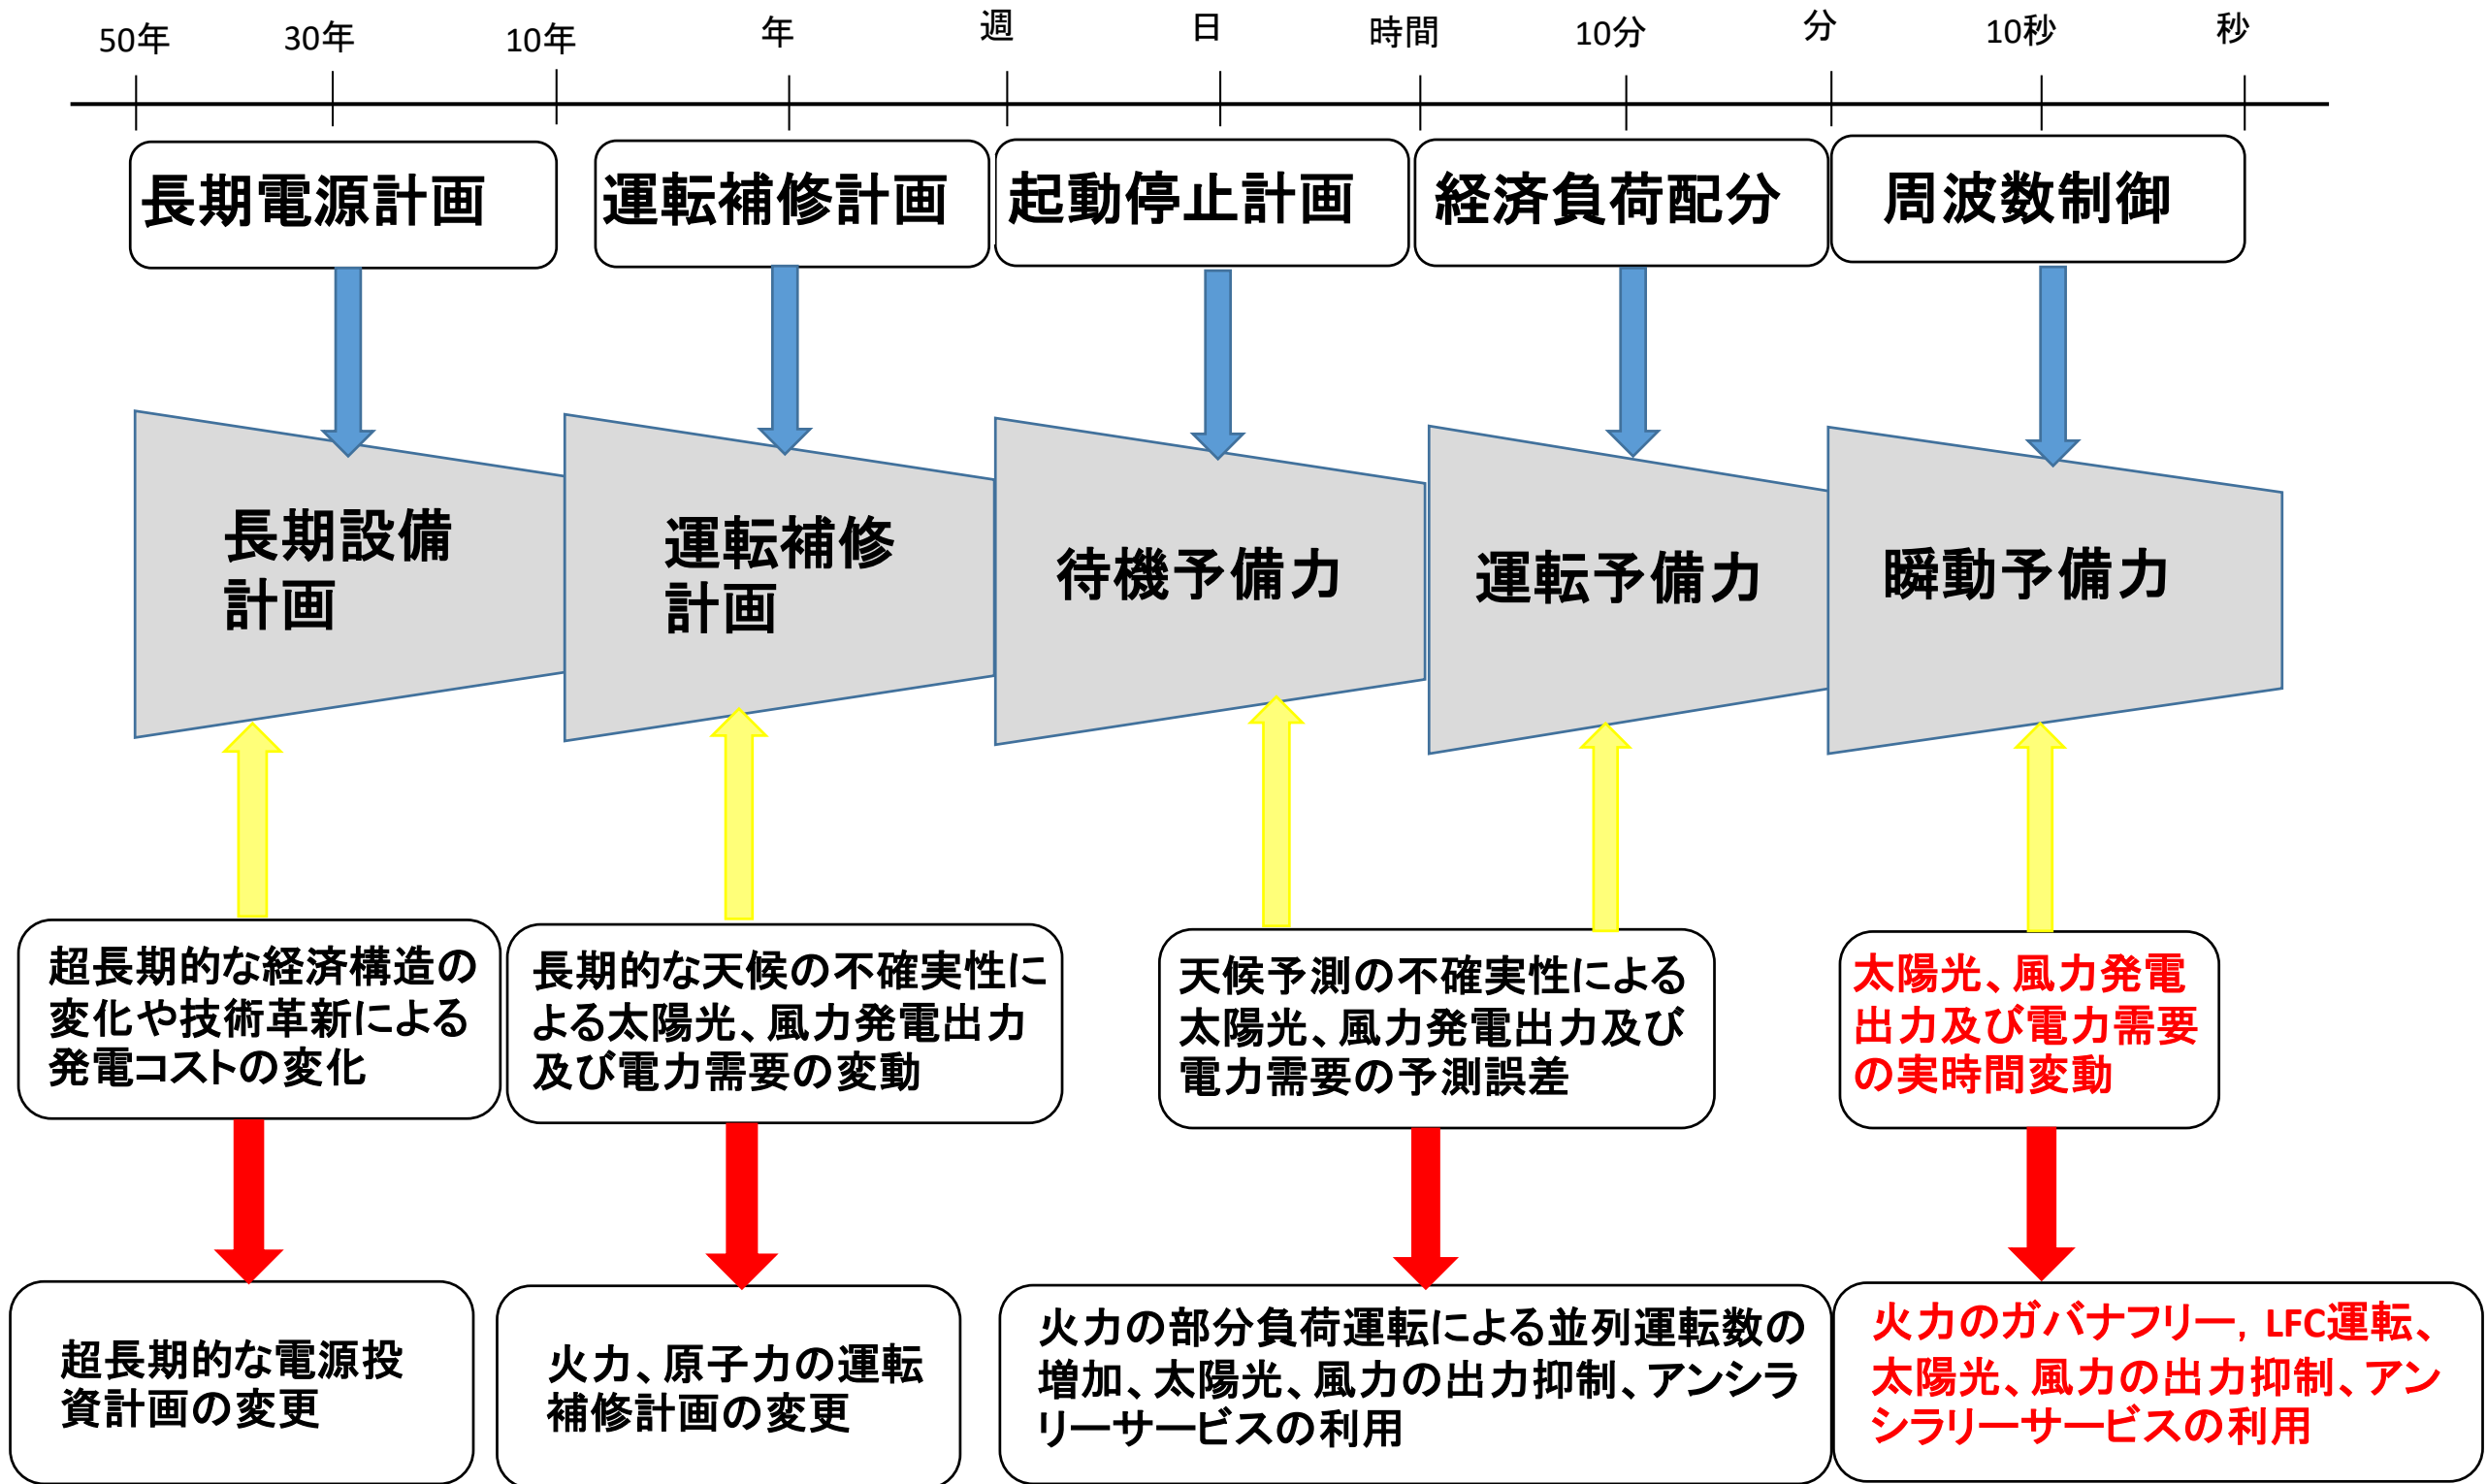 50年
30年
10年
年
週
日
時間
10分
分
10秒
秒
長期電源計画
運転補修計画
起動停止計画
経済負荷配分
周波数制御
長期設備
計画
運転補修
計画
待機予備力
運転予備力
瞬動予備力
超長期的な経済構造の
変化や技術革新による
発電コストの変化
長期的な天候の不確実性に
よる太陽光、風力発電出力
及び電力需要の変動
天候予測の不確実性による
太陽光、風力発電出力及び
電力需要の予測誤差
太陽光、風力発電
出力及び電力需要
の実時間変動
超長期的な電源投
資計画の変更
火力、原子力の運転
補修計画の変更
火力の部分負荷運転による並列運転数の
増加、太陽光、風力の出力抑制、アンシラ
リーサービスの利用
火力のガバナフリー, LFC運転、
太陽光、風力の出力抑制、アン
シラリーサービスの利用